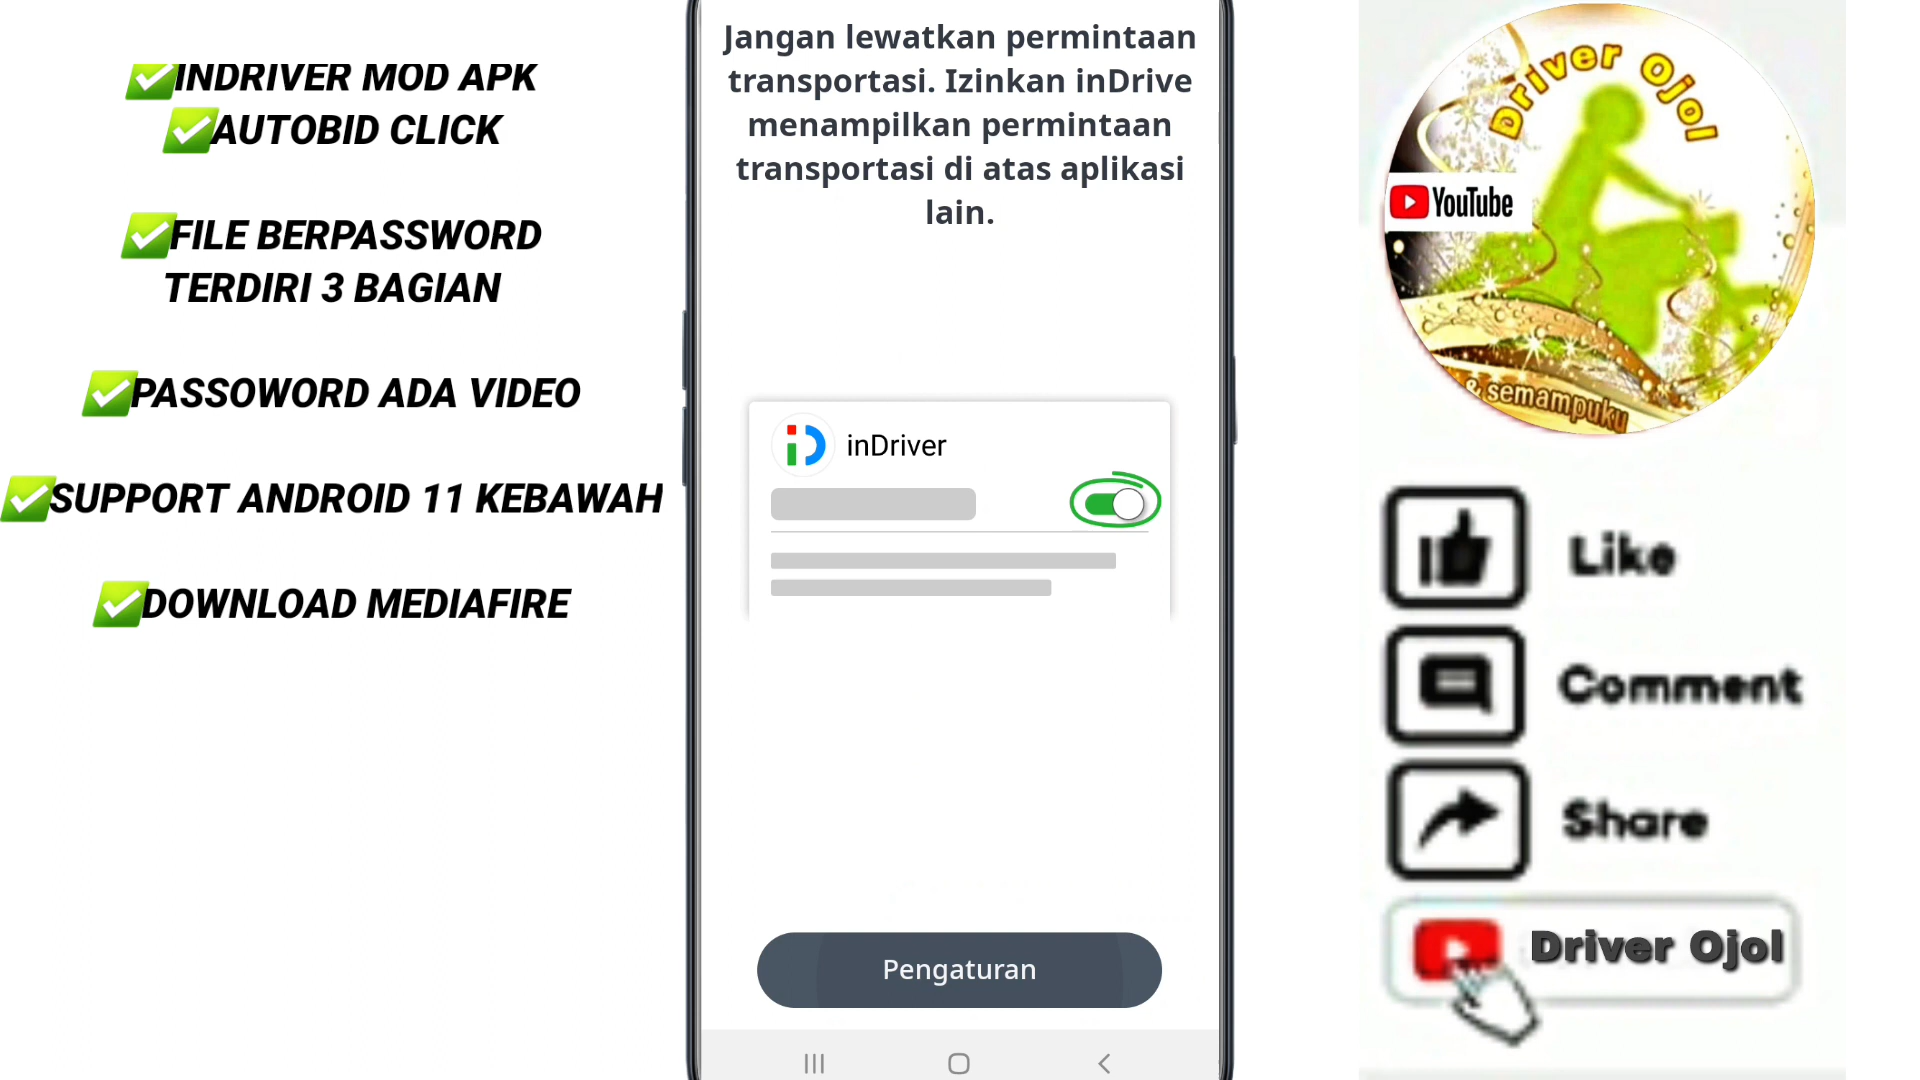 ✅INDRIVER MOD APK
✅AUTOBID CLICK
✅FILE BERPASSWORD
TERDIRI 3 BAGIAN
✅PASSOWORD ADA VIDEO
✅SUPPORT ANDROID 11 KEBAWAH
✅DOWNLOAD MEDIAFIRE
Jangan lewatkan permintaan
transportasi. Izinkan inDrive
menampilkan permintaan
transportasi di atas aplikasi
lain.
inDriver
Pengaturan
Driver Ojol
YouTube
& semampuku
Like
Comment
Share
Driver Ojol